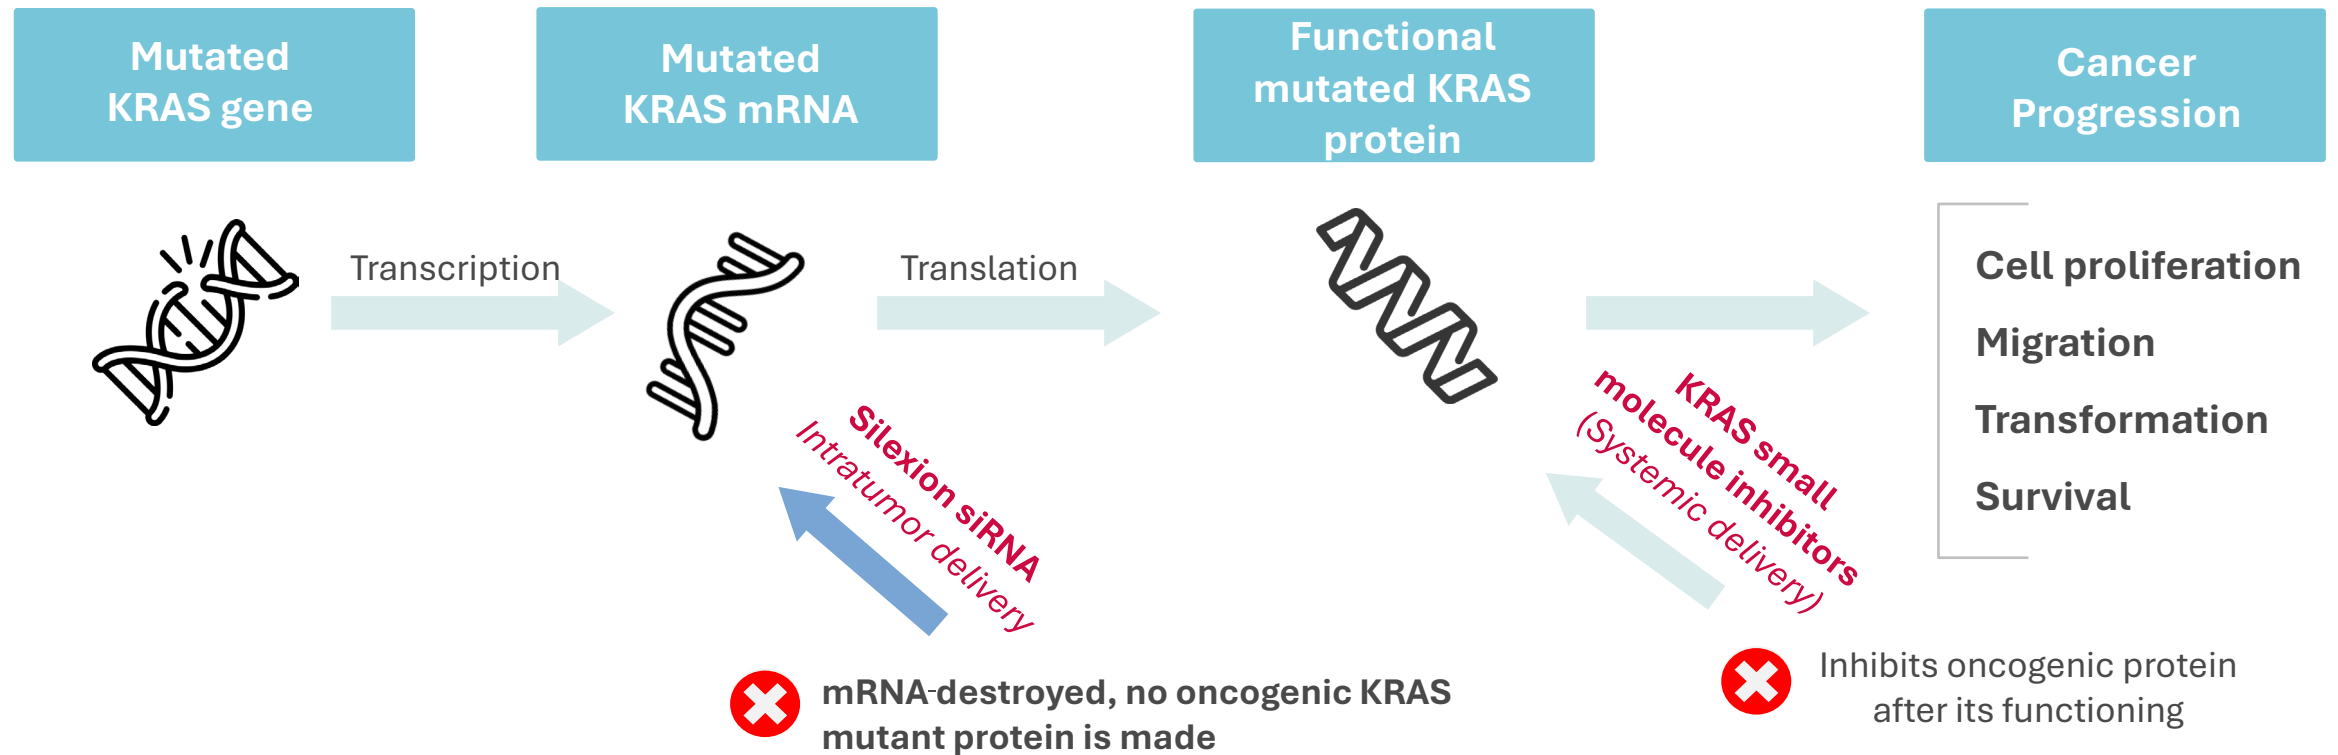 Mutated
KRAS gene
Mutated
KRAS mRNA
Functional
mutated KRAS
protein
Cancer
Progression
Transcription
Translation
Cell proliferation
Migration
Transformation
Survival
Silexion siRNA
Intratumor delivery
KRAS small
molecule inhibitors
(Systemic delivery)
mRNA-destroyed, no oncogenic KRAS
mutant protein is made
Inhibits oncogenic protein
after its functioning